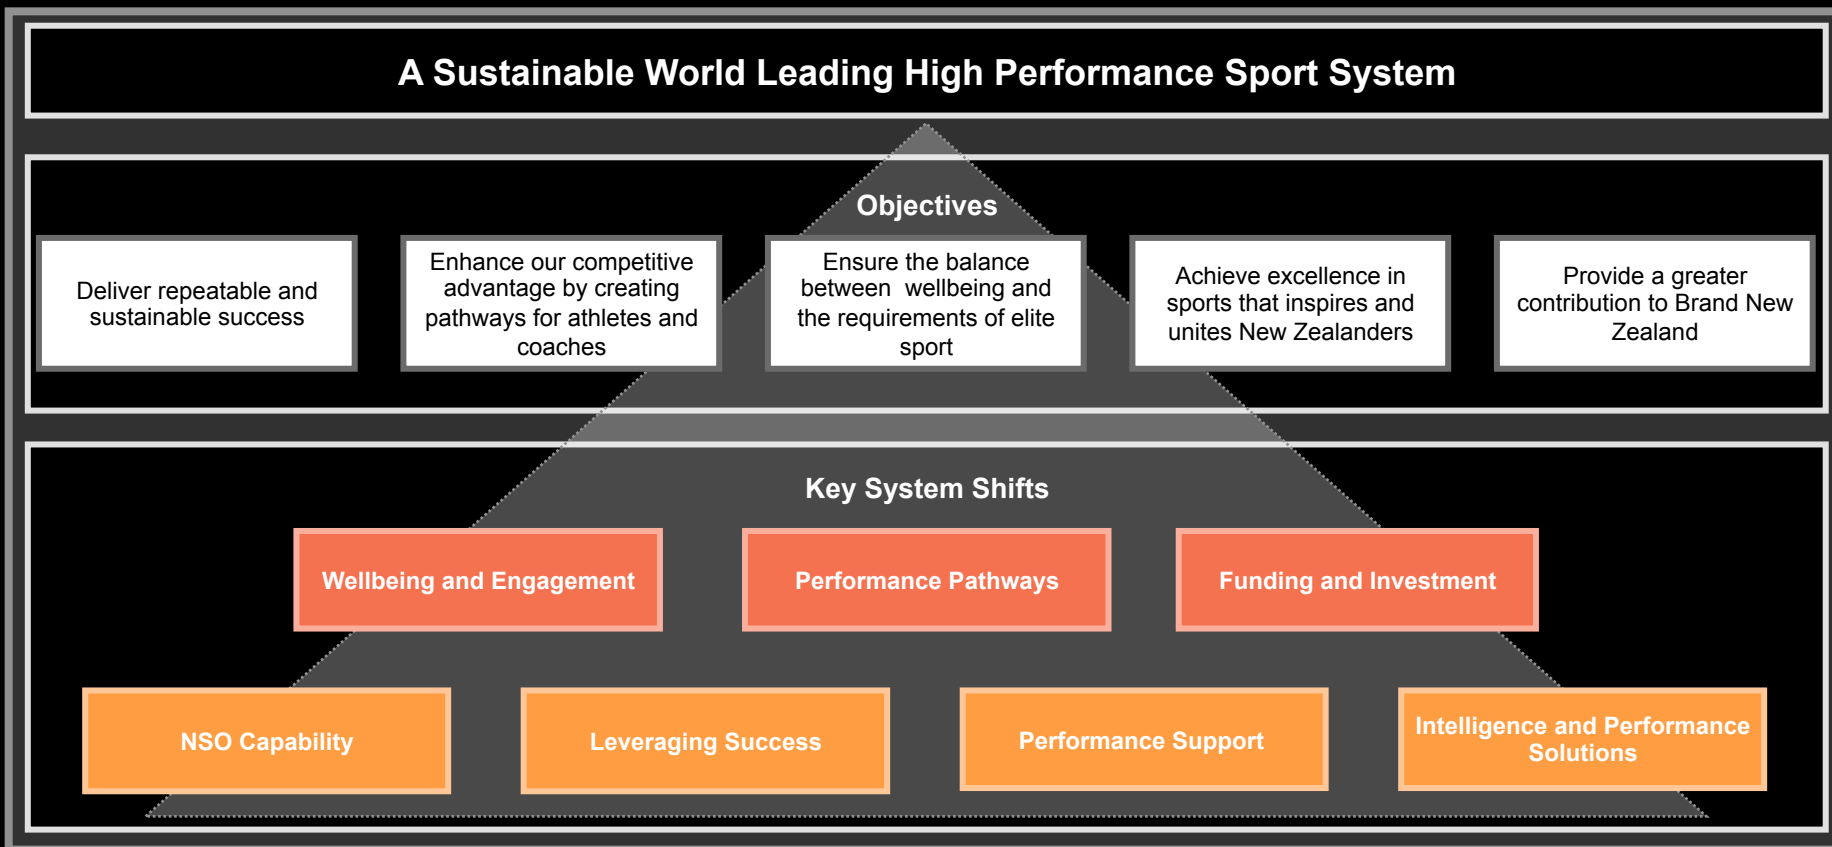 A Sustainable World Leading High Performance Sport System
Objectives
Deliver repeatable and
sustainable success
Enhance our competitive
advantage by creating
pathways for athletes and
coaches
Ensure the balance
between  wellbeing and
the requirements of elite
sport
Achieve excellence in
sports that inspires and
unites New Zealanders
Provide a greater
contribution to Brand New
Zealand
Key System Shifts
Wellbeing and Engagement
Performance Pathways
Funding and Investment
NSO Capability
Leveraging Success
Performance Support
Intelligence and Performance
Solutions